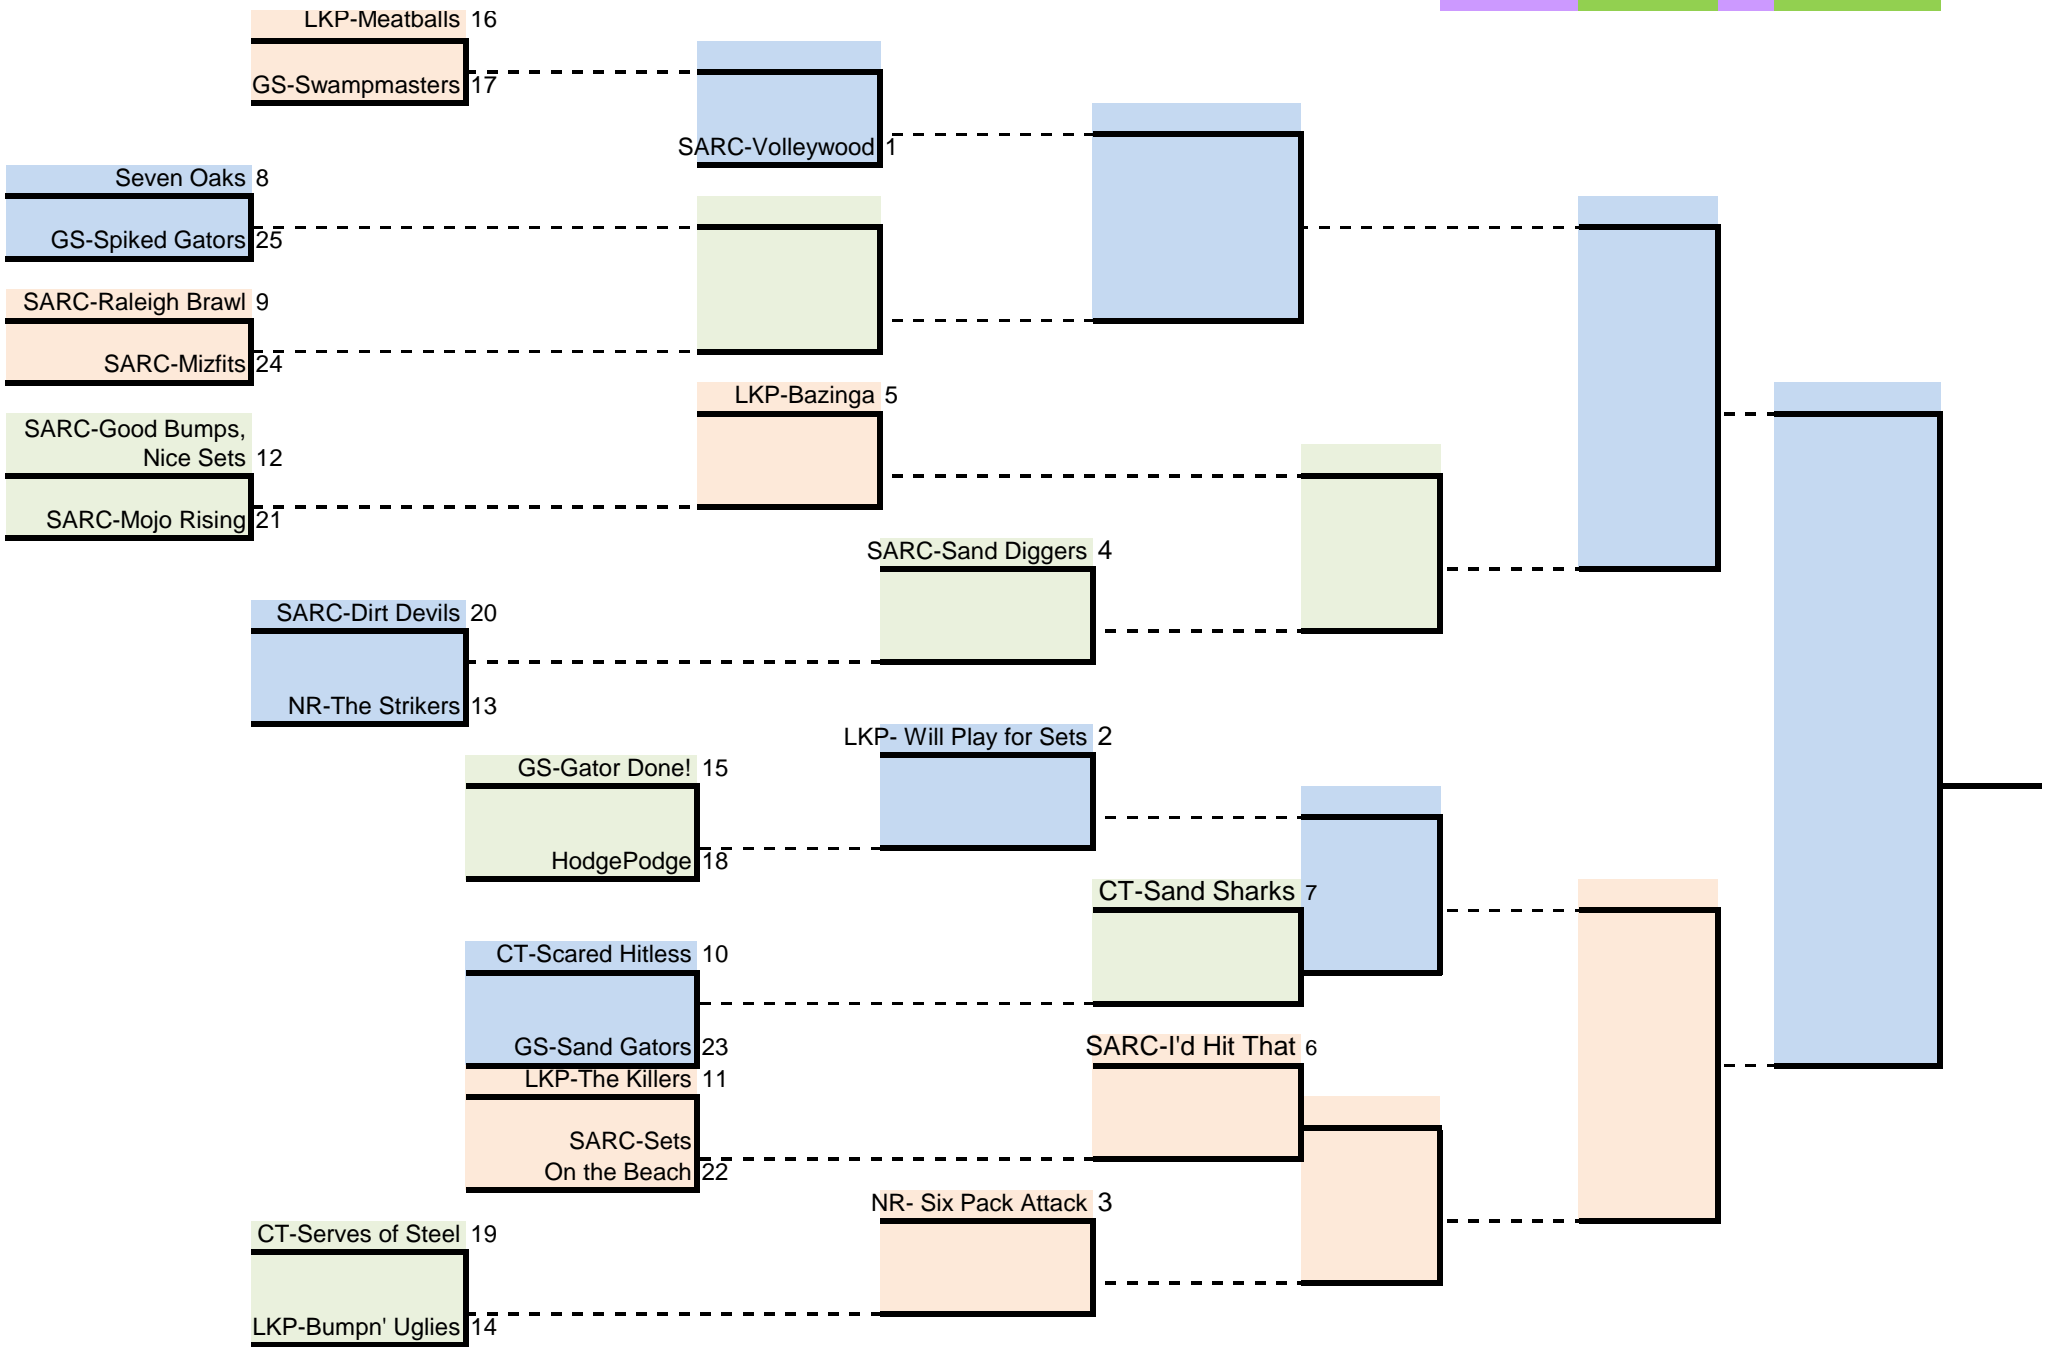 LKP-Meatballs 16
GS-Swampmasters 17
SARC-Volleywood 1
Seven Oaks 8
GS-Spiked Gators 25
SARC-Raleigh Brawl 9
SARC-Mizfits 24
LKP-Bazinga 5
SARC-Good Bumps,
Nice Sets 12
SARC-Mojo Rising 21
SARC-Sand Diggers 4
SARC-Dirt Devils 20
NR-The Strikers 13
LKP- Will Play for Sets 2
GS-Gator Done! 15
HodgePodge 18
CT-Sand Sharks 7
CT-Scared Hitless 10
GS-Sand Gators 23
SARC-I'd Hit That 6
LKP-The Killers 11
SARC-Sets
On the Beach 22
NR- Six Pack Attack 3
CT-Serves of Steel 19
LKP-Bumpn' Uglies 14